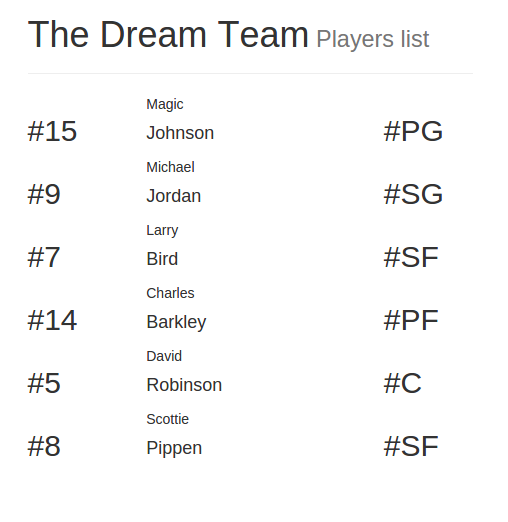 The Dream Team Players list
Magic
#15 Johnson #PG
Michael
#9 Jordan #SG
Larry
#7 Bird #SF
Charles
#14 Barkley #PF
David
#5 Robinson #C
Scottie
#8 Pippen #SF